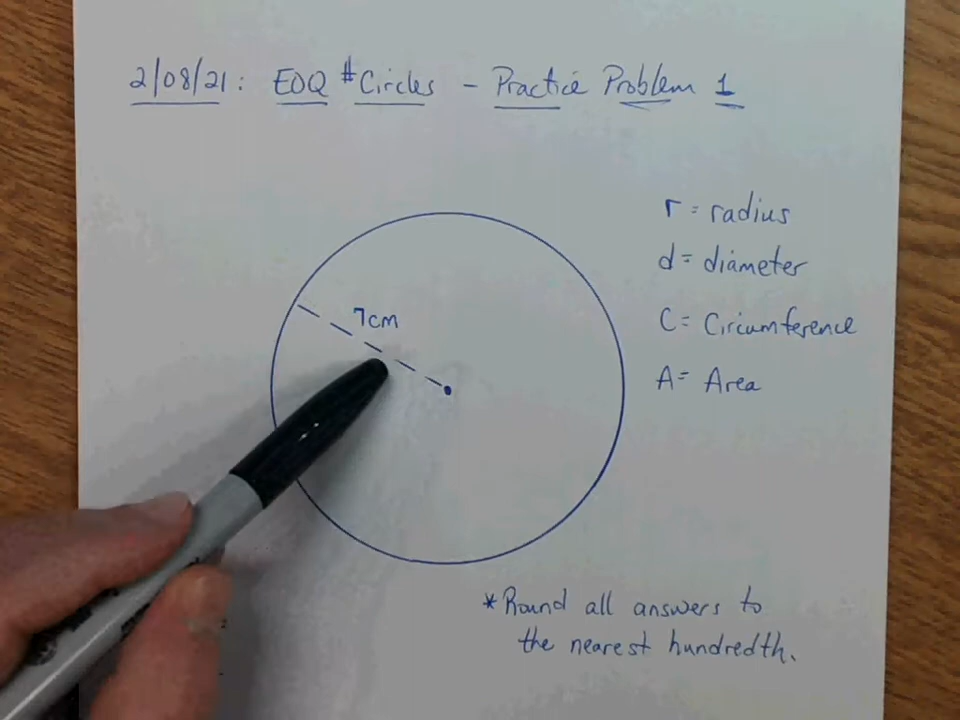 2/08/21: EOQ #Circles - Practice Problem 1
r = radius
d = diameter
C = Circumference
A = Area
7cm
*Round all answers to
the nearest hundredth.